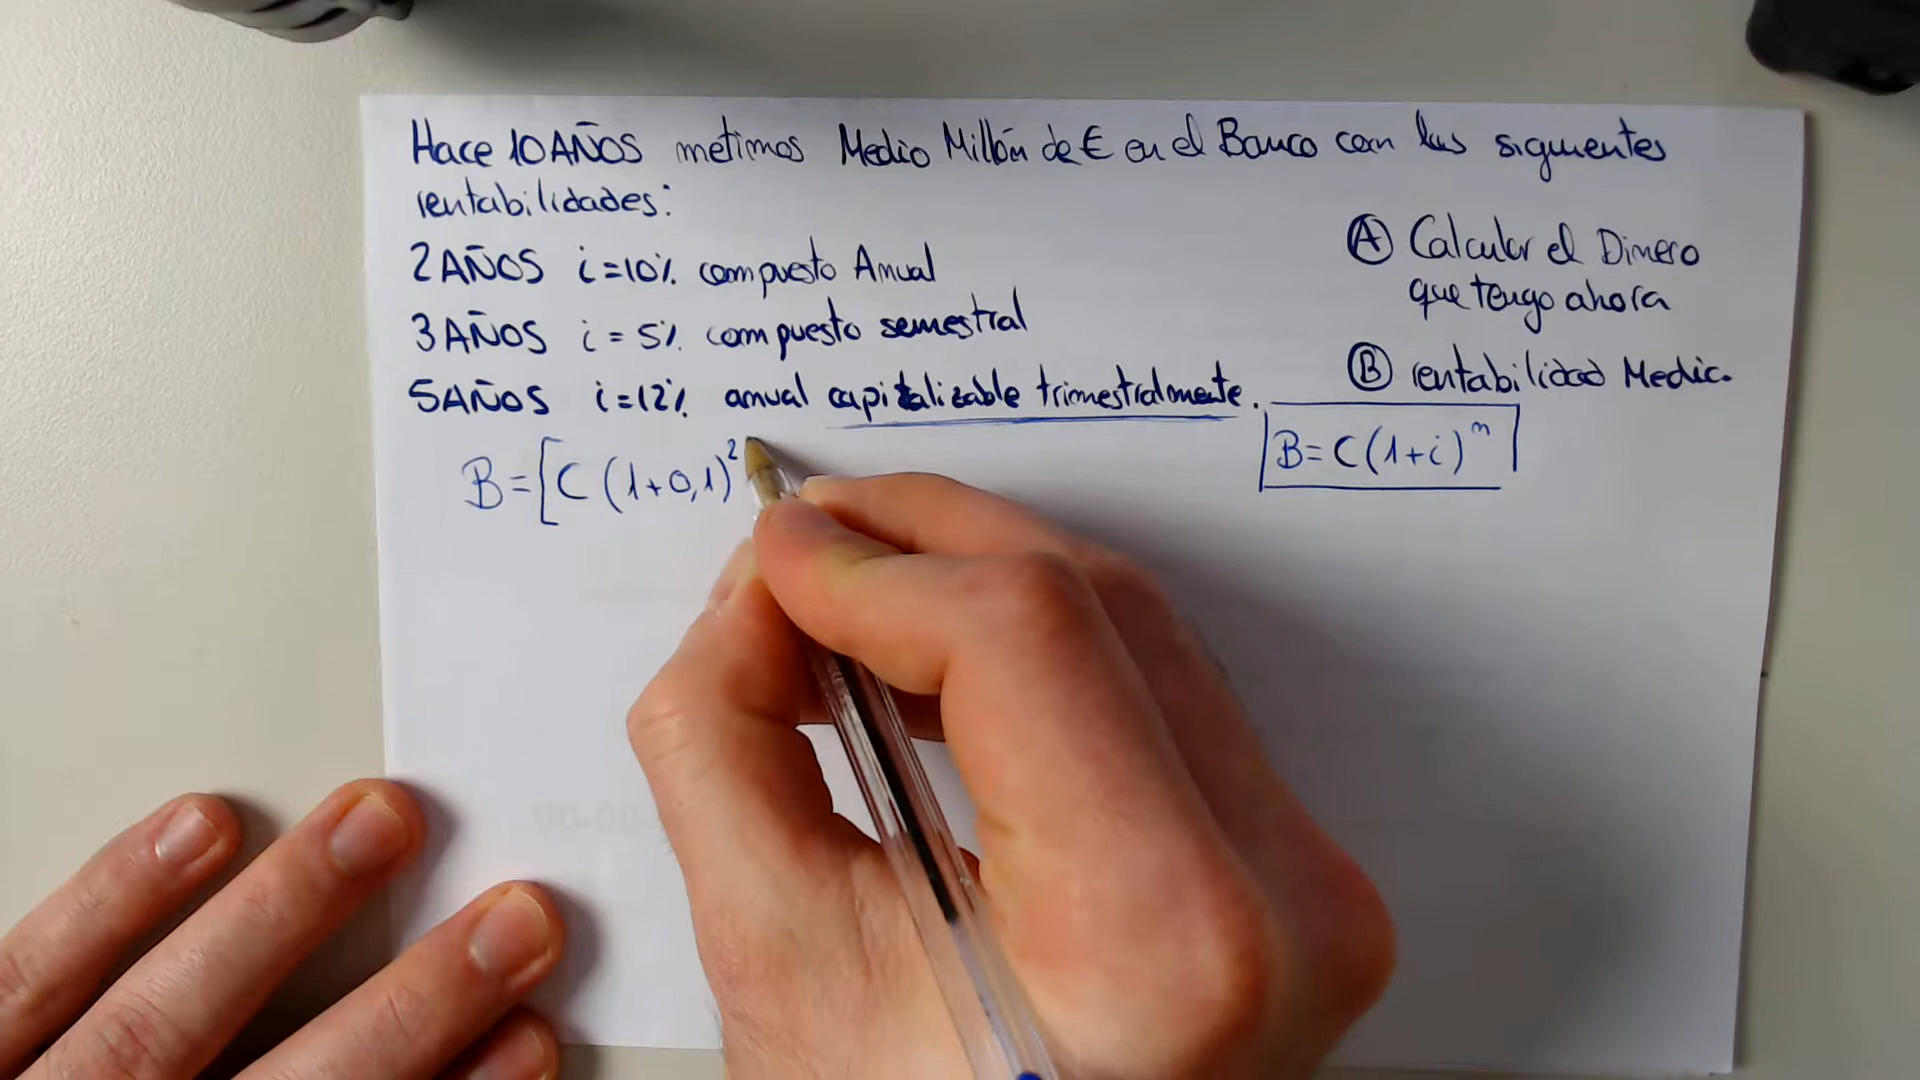 Hace 10 AÑOS metimos Medio Millón de € en el Banco con las siguientes
rentabilidades:
2 AÑOS i = 10% compuesto Anual
3 AÑOS i = 5% compuesto semestral
5 AÑOS i = 12% anual capitalizable trimestralmente.
Ⓐ Calcular el Dinero
que tengo ahora
Ⓑ rentabilidad Media.
B = C (1 + i)ⁿ
B = [C (1 + 0,1)²